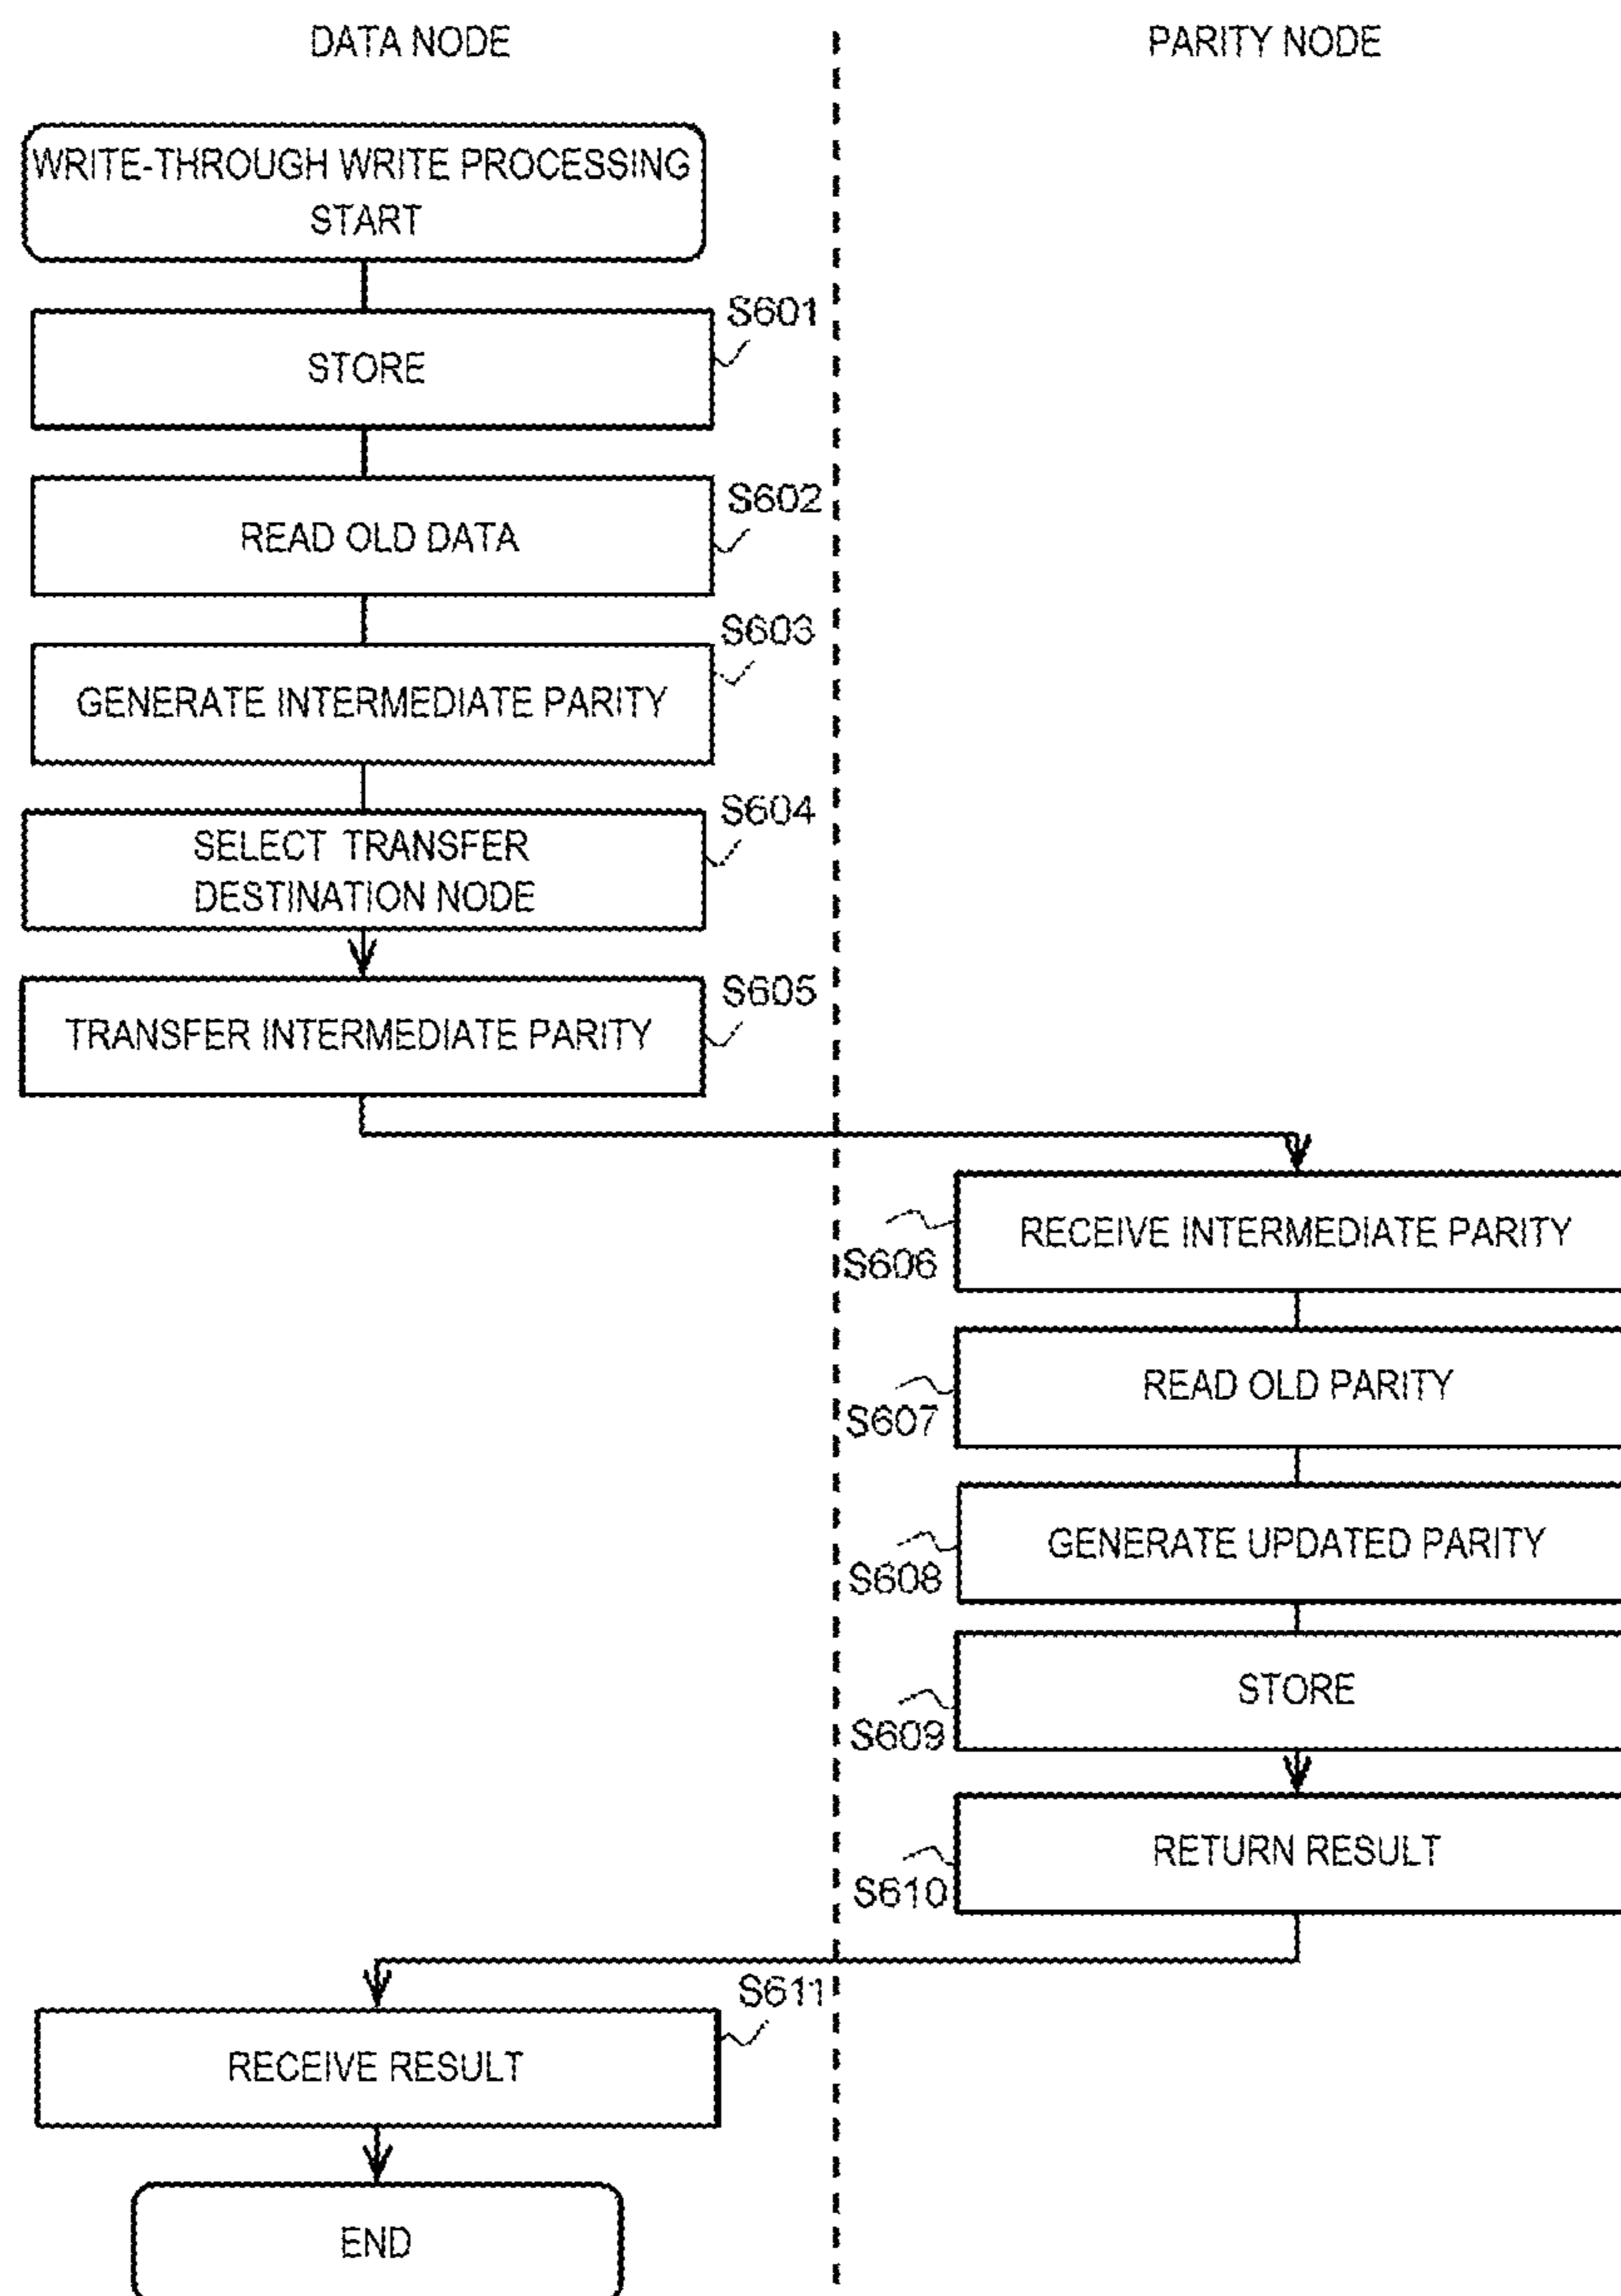 DATA NODE
PARITY NODE
WRITE-THROUGH WRITE PROCESSING
START
S601
STORE
S602
READ OLD DATA
S603
GENERATE INTERMEDIATE PARITY
S604
SELECT TRANSFER
DESTINATION NODE
S605
TRANSFER INTERMEDIATE PARITY
RECEIVE INTERMEDIATE PARITY
S606
READ OLD PARITY
S607
GENERATE UPDATED PARITY
S608
STORE
S609
RETURN RESULT
S610
S611
RECEIVE RESULT
END